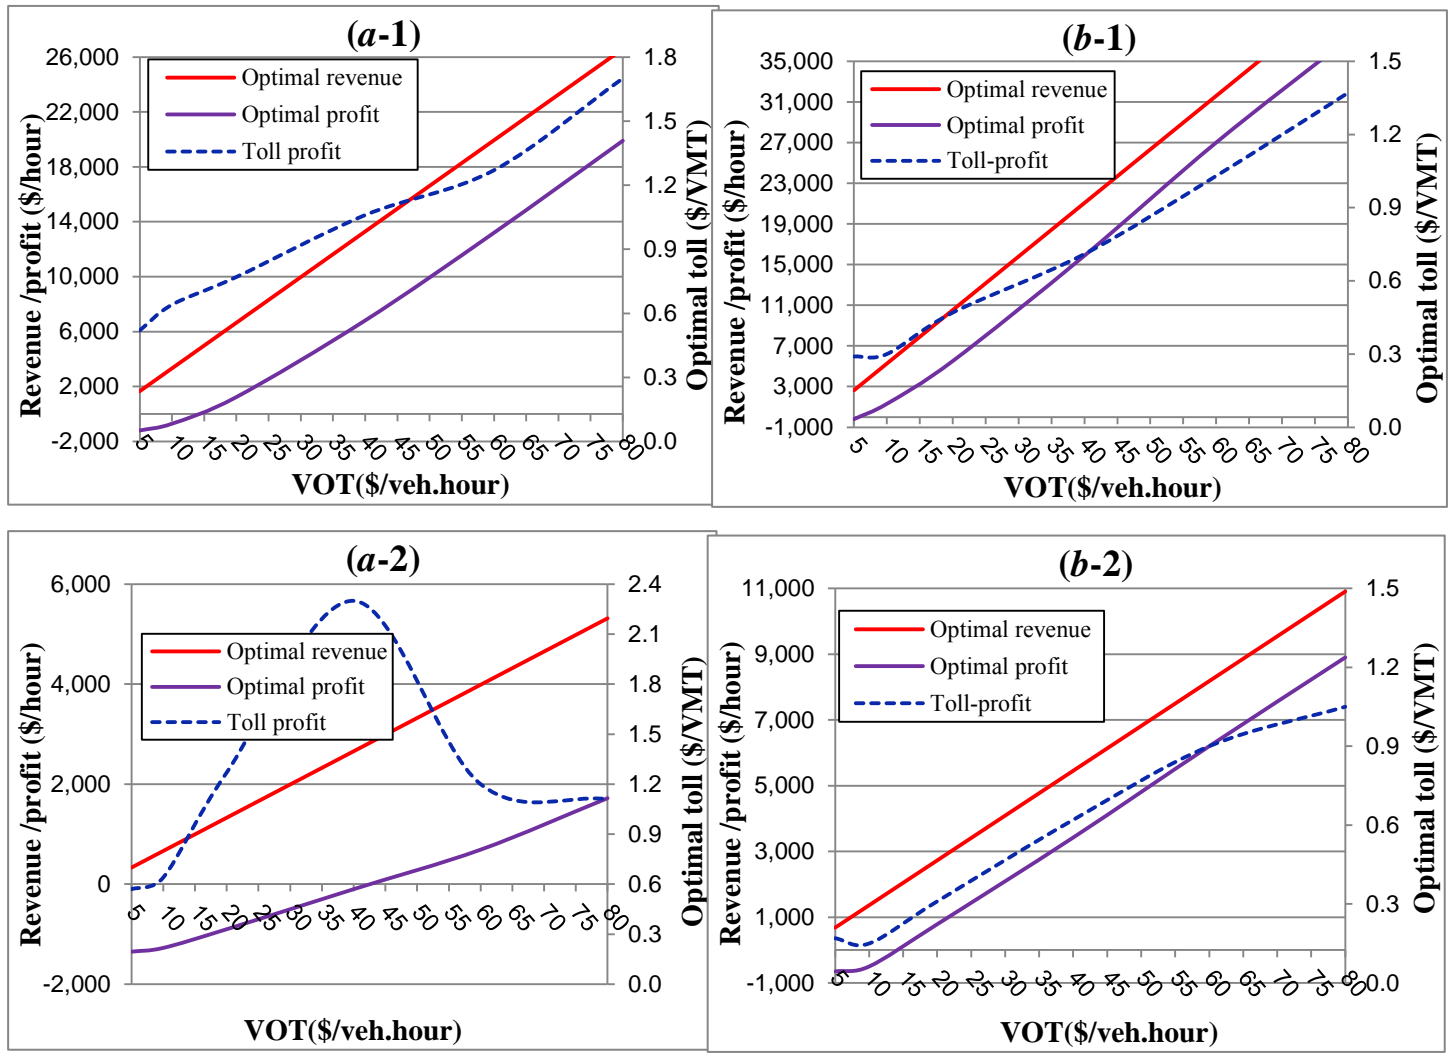 (a-1)
26,000
22,000
18,000
14,000
10,000
6,000
2,000
-2,000
Revenue /profit ($/hour)
Optimal revenue
Optimal profit
Toll profit
1.8
1.5
1.2
0.9
0.6
0.3
0.0
Optimal toll ($/VMT)
5 10 15 20 25 30 35 40 45 50 55 60 65 70 75 80
VOT($/veh.hour)
(b-1)
35,000
31,000
27,000
23,000
19,000
15,000
11,000
7,000
3,000
-1,000
Revenue /profit ($/hour)
Optimal revenue
Optimal profit
Toll-profit
1.5
1.2
0.9
0.6
0.3
0.0
Optimal toll ($/VMT)
5 10 15 20 25 30 35 40 45 50 55 60 65 70 75 80
VOT($/veh.hour)
(a-2)
6,000
4,000
2,000
0
-2,000
Revenue /profit ($/hour)
Optimal revenue
Optimal profit
Toll profit
2.4
2.1
1.8
1.5
1.2
0.9
0.6
0.3
0.0
Optimal toll ($/VMT)
5 10 15 20 25 30 35 40 45 50 55 60 65 70 75 80
VOT($/veh.hour)
(b-2)
11,000
9,000
7,000
5,000
3,000
1,000
-1,000
Revenue /profit ($/hour)
Optimal revenue
Optimal profit
Toll-profit
1.5
1.2
0.9
0.6
0.3
0.0
Optimal toll ($/VMT)
5 10 15 20 25 30 35 40 45 50 55 60 65 70 75 80
VOT($/veh.hour)